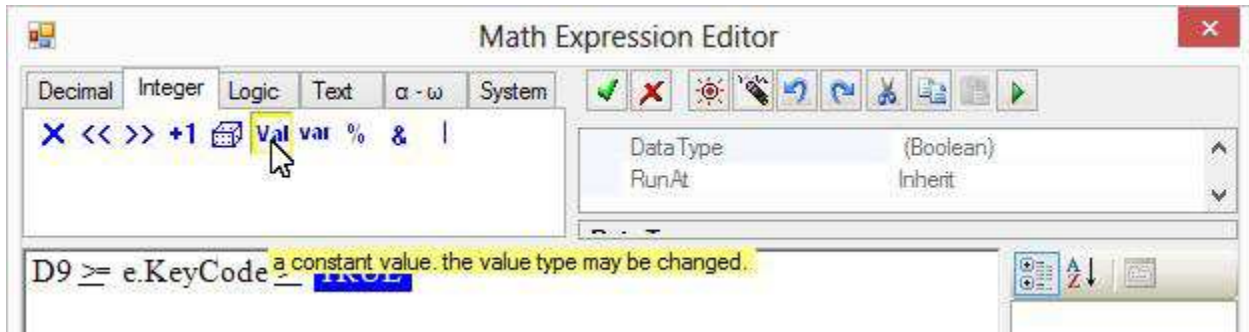 Math Expression Editor
Decimal Integer Logic Text α - ω System
X << >> +1 Val var % & |
DataType (Boolean)
RunAt Inherit
D9 >= e.KeyCode TRUE
a constant value. the value type may be changed.